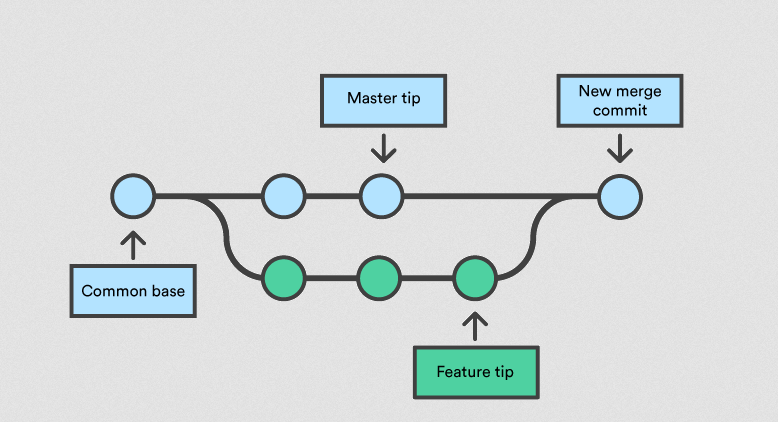 Master tip
New merge
commit
Common base
Feature tip